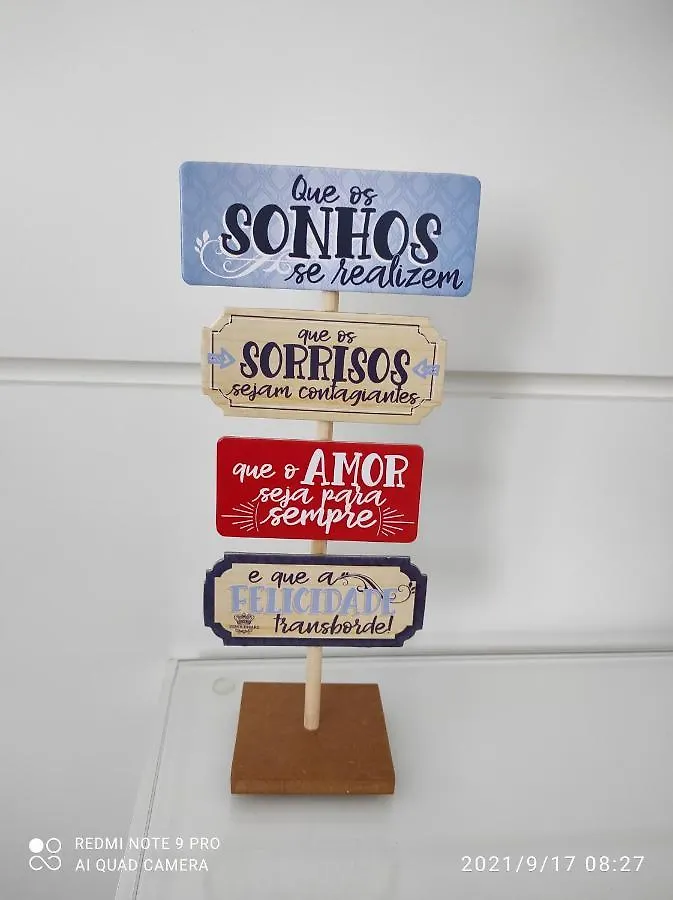 Que os
SONHOS
se realizem
que os
SORRISOS
sejam contagiantes
que o AMOR
seja para
sempre
e que a
FELICIDADE
transborde!
REDMI NOTE 9 PRO
AI QUAD CAMERA
2021/9/17 08:27